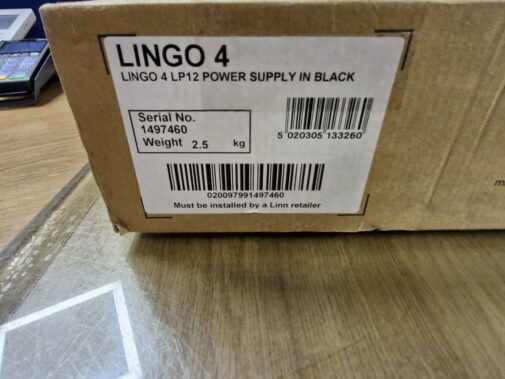 LINGO 4
LINGO 4 LP12 POWER SUPPLY IN BLACK
Serial No.
1497460
Weight 2.5 kg
5 020305 133260
020097991497460
Must be installed by a Linn retailer